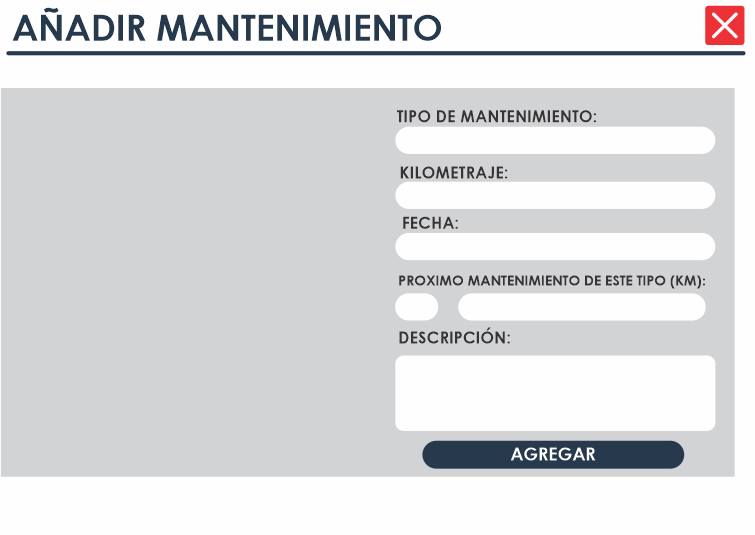 AÑADIR MANTENIMIENTO
TIPO DE MANTENIMIENTO:
KILOMETRAJE:
FECHA:
PROXIMO MANTENIMIENTO DE ESTE TIPO (KM):
DESCRIPCIÓN:
AGREGAR